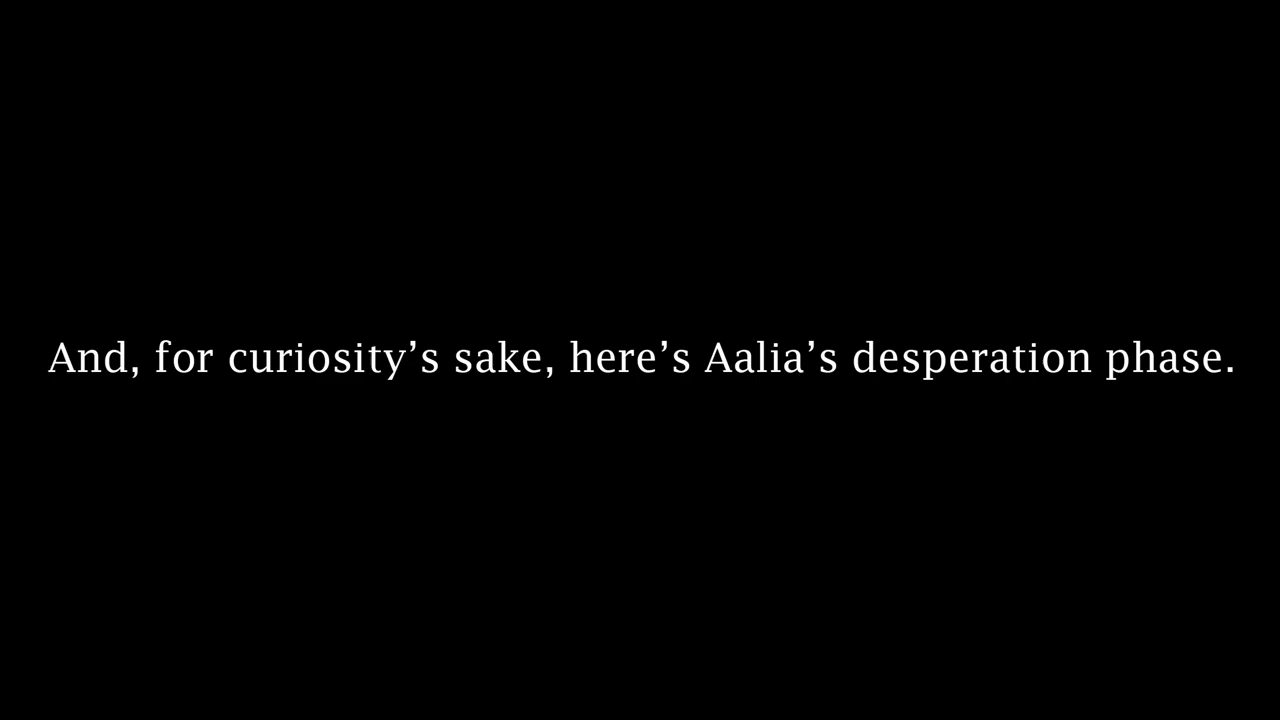 And, for curiosity’s sake, here’s Aalia’s desperation phase.